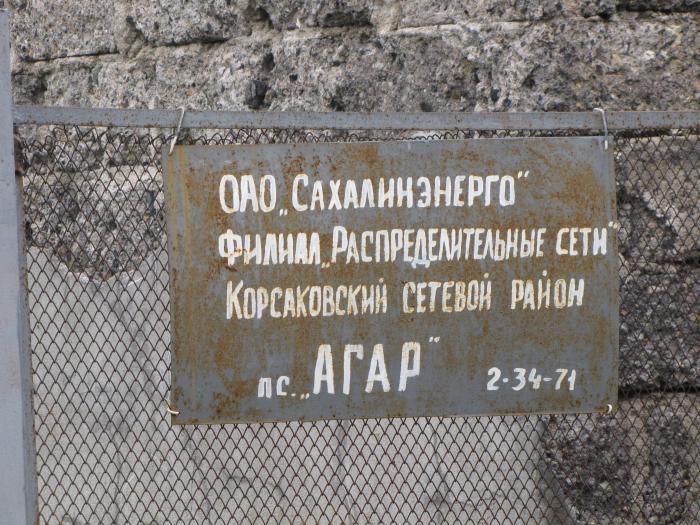 ОАО „Сахалинэнерго"
Филиал „Распределительные сети"
Корсаковский сетевой район
пс. „АГАР" 2-34-71